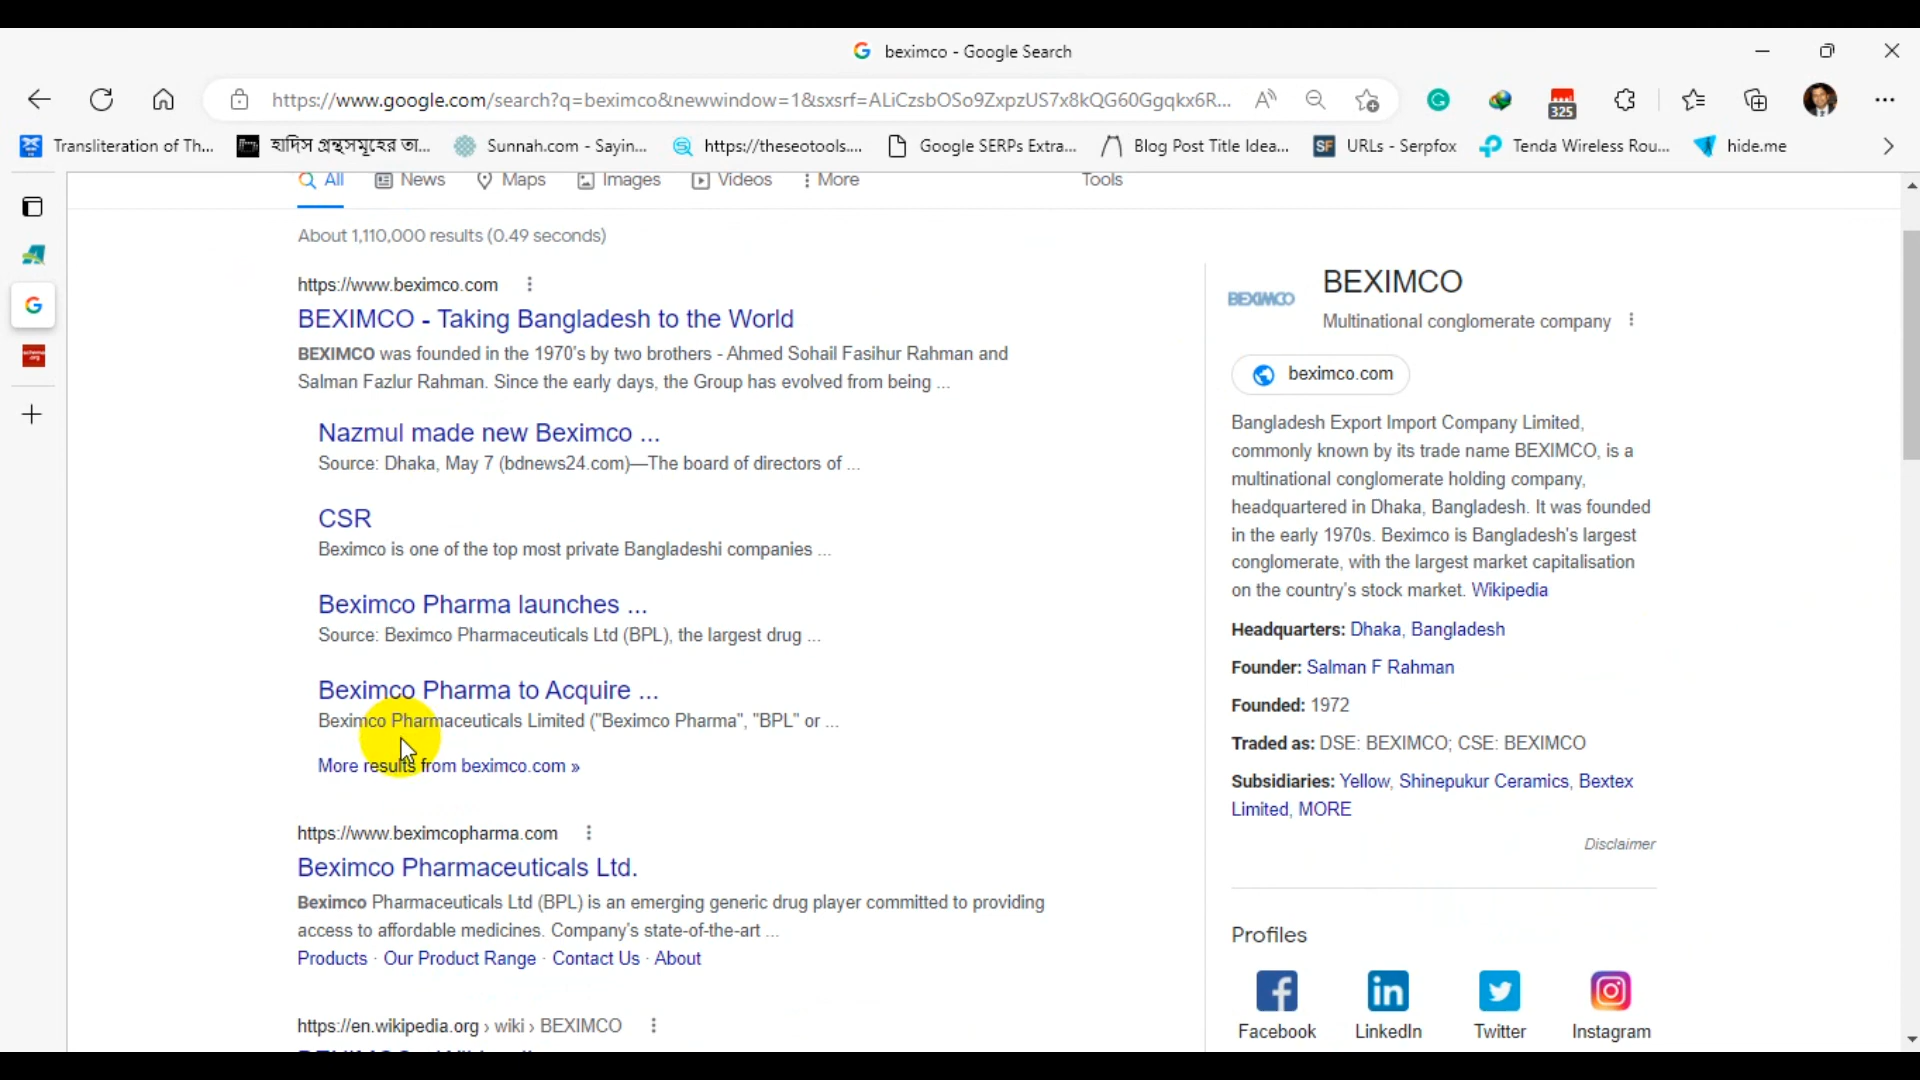 beximco - Google Search
https://www.google.com/search?q=beximco&newwindow=1&sxsrf=ALiCzsbOSo9ZxpzUS7x8kQG60Ggqkx6R...
325
Transliteration of Th...
হাদিস গ্রন্থসমূহের তা...
Sunnah.com - Sayin...
https://theseotools....
Google SERPs Extra...
Blog Post Title Idea...
SF URLs - Serpfox
Tenda Wireless Rou...
hide.me
All News Maps Images Videos More Tools
About 1,110,000 results (0.49 seconds)
https://www.beximco.com
BEXIMCO - Taking Bangladesh to the World
BEXIMCO was founded in the 1970's by two brothers - Ahmed Sohail Fasihur Rahman and
Salman Fazlur Rahman. Since the early days, the Group has evolved from being ...
Nazmul made new Beximco ...
Source: Dhaka, May 7 (bdnews24.com)—The board of directors of ...
CSR
Beximco is one of the top most private Bangladeshi companies ...
Beximco Pharma launches ...
Source: Beximco Pharmaceuticals Ltd (BPL), the largest drug ...
Beximco Pharma to Acquire ...
Beximco Pharmaceuticals Limited ("Beximco Pharma", "BPL" or ...
More results from beximco.com »
https://www.beximcopharma.com
Beximco Pharmaceuticals Ltd.
Beximco Pharmaceuticals Ltd (BPL) is an emerging generic drug player committed to providing
access to affordable medicines. Company's state-of-the-art ...
Products · Our Product Range · Contact Us · About
https://en.wikipedia.org › wiki › BEXIMCO
BEXIMCO
BEXIMCO
Multinational conglomerate company
beximco.com
Bangladesh Export Import Company Limited,
commonly known by its trade name BEXIMCO, is a
multinational conglomerate holding company,
headquartered in Dhaka, Bangladesh. It was founded
in the early 1970s. Beximco is Bangladesh's largest
conglomerate, with the largest market capitalisation
on the country's stock market. Wikipedia
Headquarters: Dhaka, Bangladesh
Founder: Salman F Rahman
Founded: 1972
Traded as: DSE: BEXIMCO; CSE: BEXIMCO
Subsidiaries: Yellow, Shinepukur Ceramics, Bextex
Limited, MORE
Disclaimer
Profiles
Facebook LinkedIn Twitter Instagram